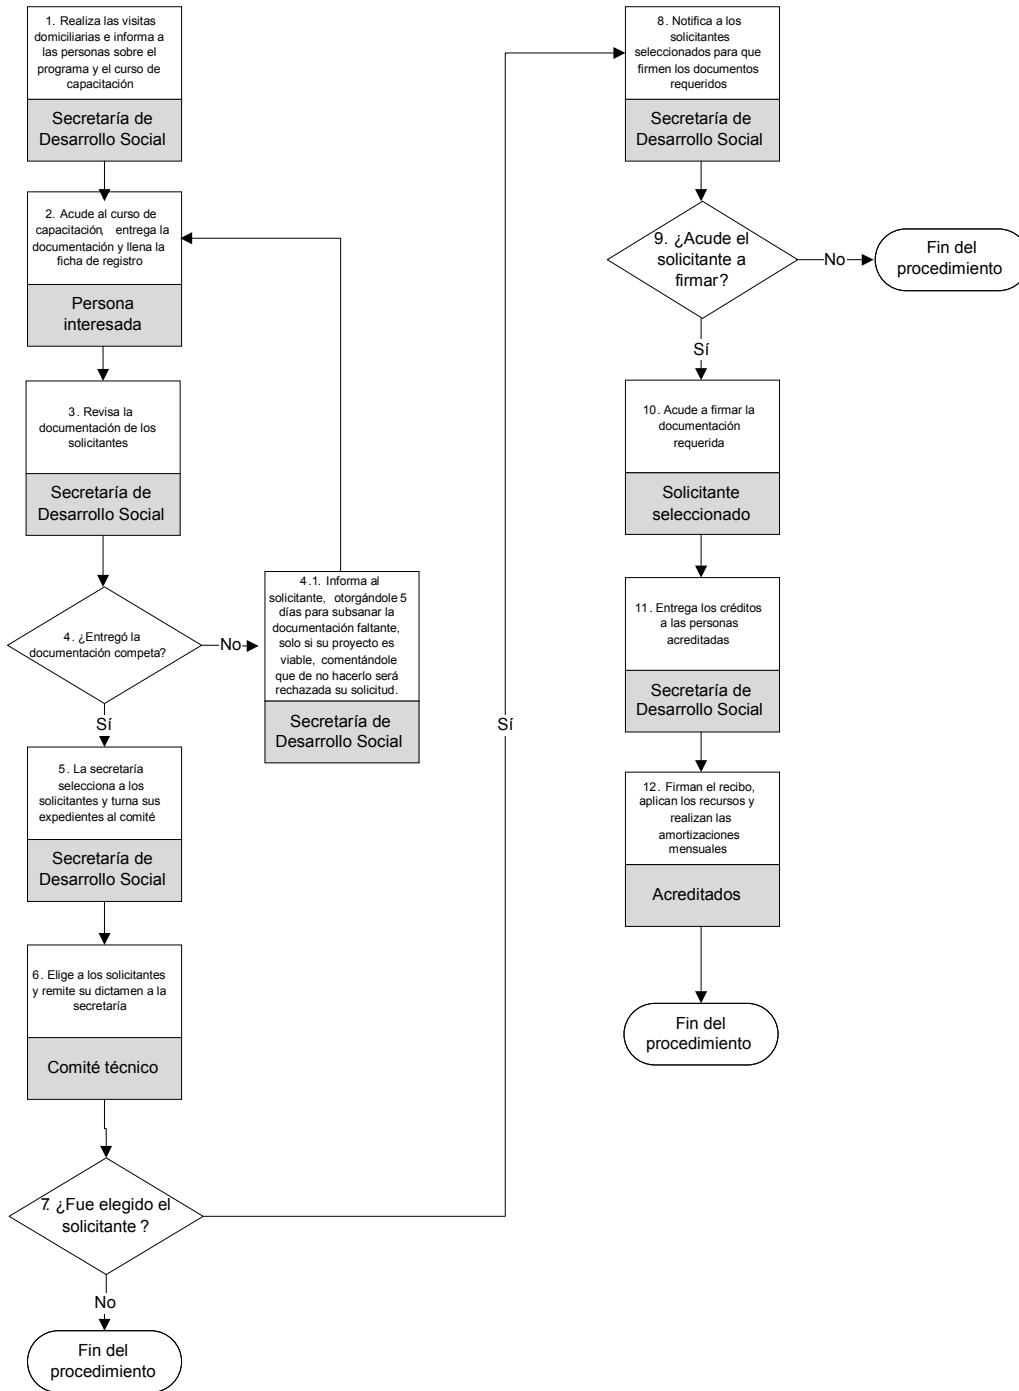 1. Realiza las visitas
domiciliarias e informa a
las personas sobre el
programa y el curso de
capacitación
Secretaría de
Desarrollo Social
2. Acude al curso de
capacitación, entrega la
documentación y llena la
ficha de registro
Persona
interesada
3. Revisa la
documentación de los
solicitantes
Secretaría de
Desarrollo Social
4. ¿Entregó la
documentación competa?
No
4.1. Informa al
solicitante, otorgándole 5
días para subsanar la
documentación faltante,
solo si su proyecto es
viable, comentándole
que de no hacerlo será
rechazada su solicitud.
Secretaría de
Desarrollo Social
Sí
5. La secretaría
selecciona a los
solicitantes y turna sus
expedientes al comité
Secretaría de
Desarrollo Social
6. Elige a los solicitantes
y remite su dictamen a la
secretaría
Comité técnico
7. ¿Fue elegido el
solicitante ?
No
Fin del
procedimiento
Sí
8. Notifica a los
solicitantes
seleccionados para que
firmen los documentos
requeridos
Secretaría de
Desarrollo Social
9. ¿Acude el
solicitante a
firmar?
No
Fin del
procedimiento
Sí
10. Acude a firmar la
documentación
requerida
Solicitante
seleccionado
11. Entrega los créditos
a las personas
acreditadas
Secretaría de
Desarrollo Social
12. Firman el recibo,
aplican los recursos y
realizan las
amortizaciones
mensuales
Acreditados
Fin del
procedimiento